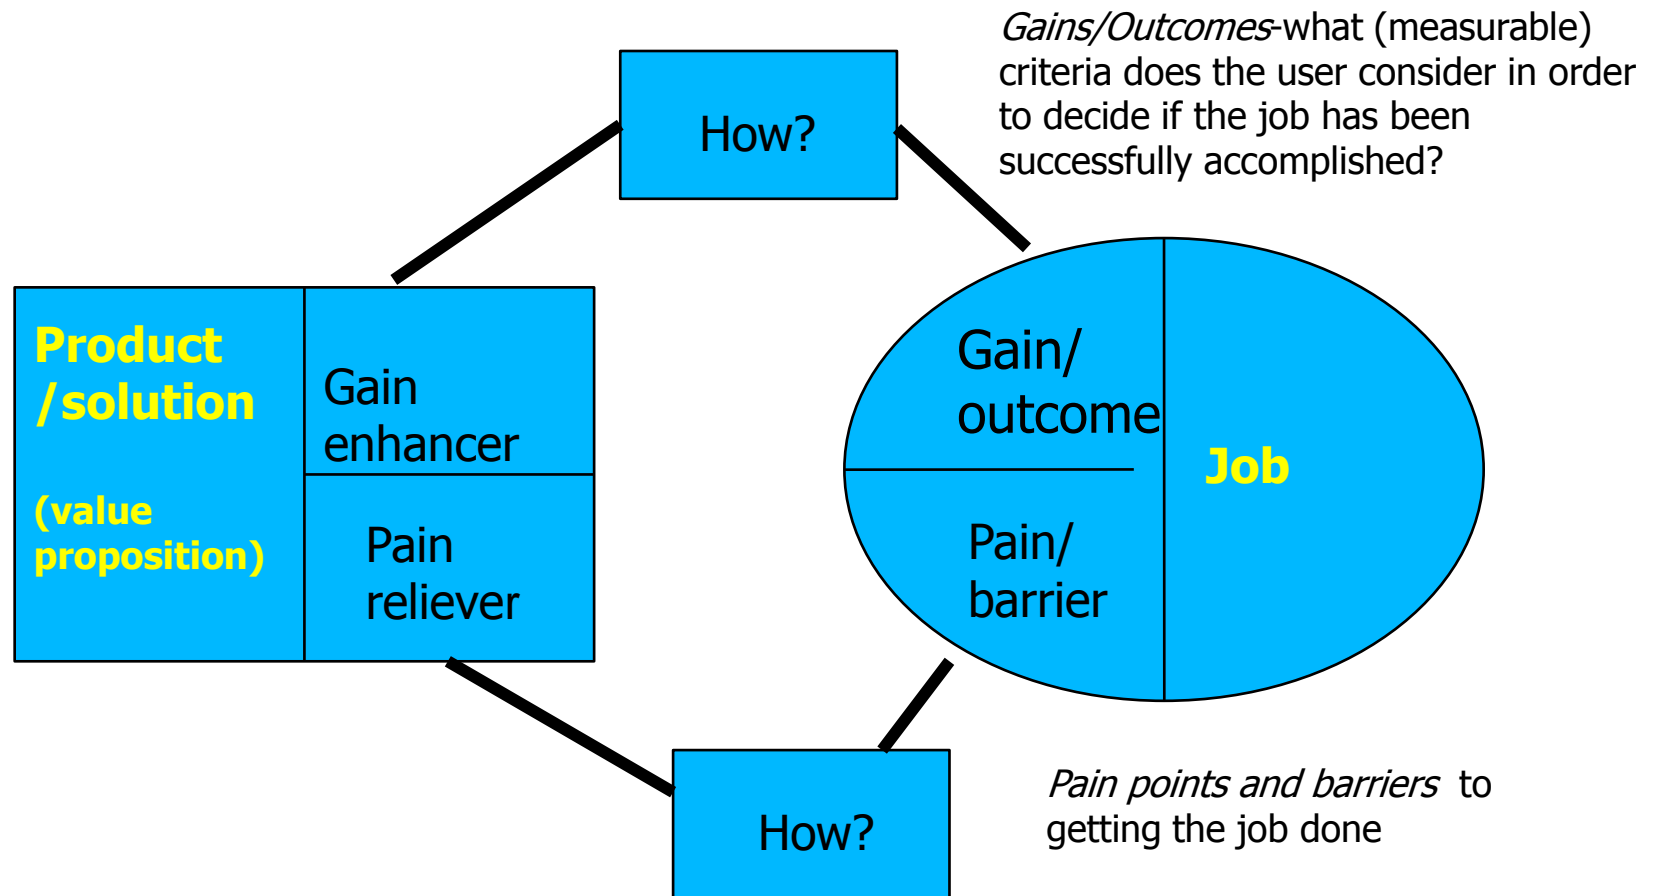 Gains/Outcomes-what (measurable)
criteria does the user consider in order
to decide if the job has been
successfully accomplished?
How?
Product
/solution
(value
proposition)
Gain
enhancer
Pain
reliever
Gain/
outcome
Pain/
barrier
Job
How?
Pain points and barriers to
getting the job done